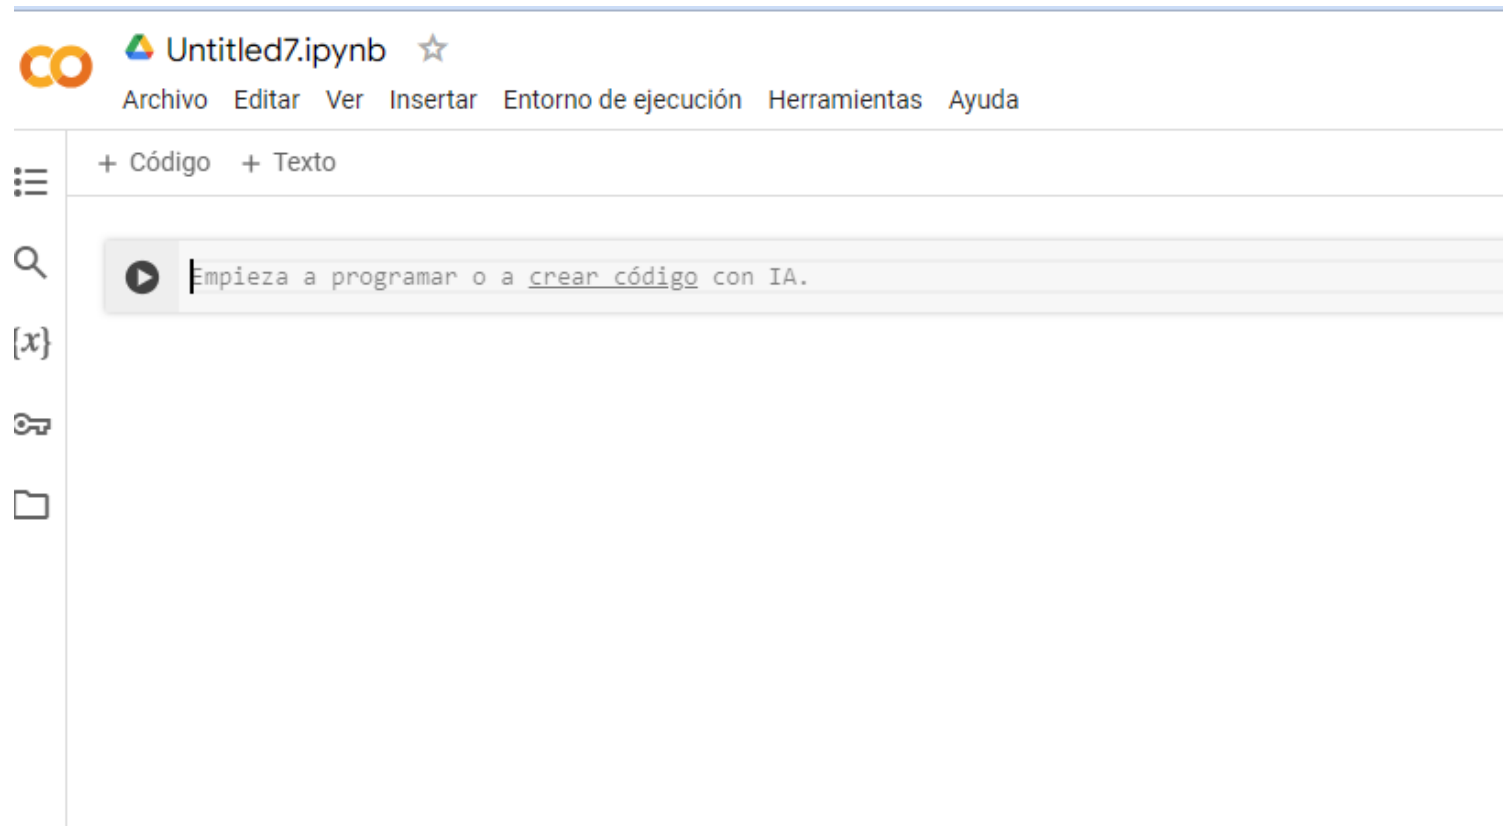 Untitled7.ipynb
Archivo Editar Ver Insertar Entorno de ejecución Herramientas Ayuda
+ Código + Texto
Empieza a programar o a crear código con IA.
{x}